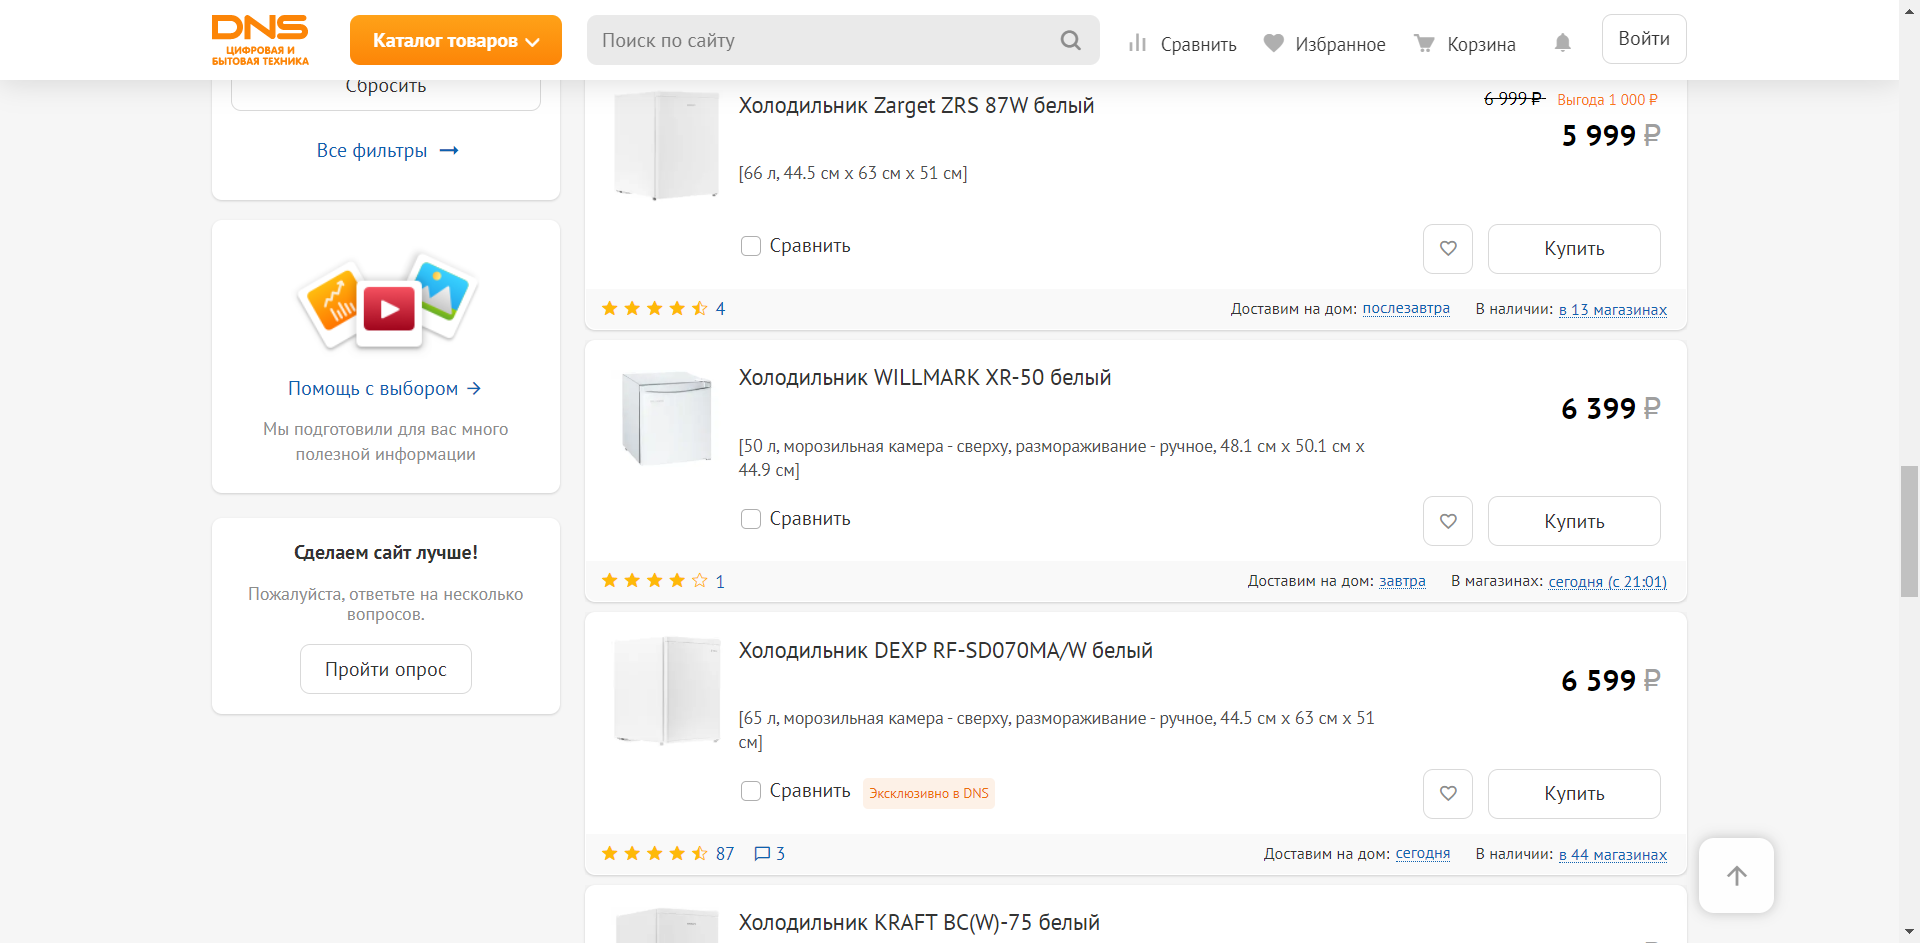 DNS
ЦИФРОВАЯ И
БЫТОВАЯ ТЕХНИКА
Каталог товаров
Поиск по сайту
Сравнить
Избранное
Корзина
Войти
Сбросить
Все фильтры
Помощь с выбором
Мы подготовили для вас много
полезной информации
Сделаем сайт лучше!
Пожалуйста, ответьте на несколько
вопросов.
Пройти опрос
Холодильник Zarget ZRS 87W белый
6 999 ₽ Выгода 1 000 ₽
5 999 ₽
[66 л, 44.5 см x 63 см x 51 см]
Сравнить
Купить
4
Доставим на дом: послезавтра
В наличии: в 13 магазинах
Холодильник WILLMARK XR-50 белый
6 399 ₽
[50 л, морозильная камера - сверху, размораживание - ручное, 48.1 см x 50.1 см x
44.9 см]
Сравнить
Купить
1
Доставим на дом: завтра
В магазинах: сегодня (с 21:01)
Холодильник DEXP RF-SD070MA/W белый
6 599 ₽
[65 л, морозильная камера - сверху, размораживание - ручное, 44.5 см x 63 см x 51
см]
Сравнить
Эксклюзивно в DNS
Купить
87
3
Доставим на дом: сегодня
В наличии: в 44 магазинах
Холодильник KRAFT BC(W)-75 белый